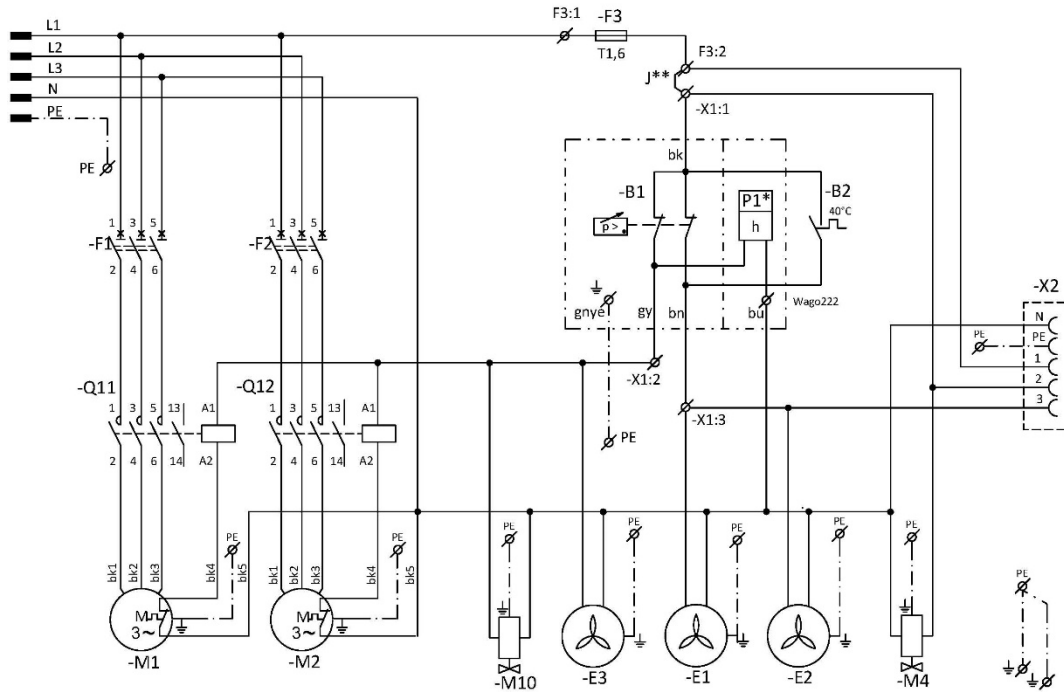 L1
L2
L3
N
PE
PE
F3:1
-F3
T1,6
F3:2
J**
-X1:1
bk
-B1
p>
P1*
h
-B2
40°C
1 3 5
-F1
2 4 6
1 3 5
-F2
2 4 6
gnye
gy
bn
bu
Wago222
-X2
N
PE
PE
1
2
3
-X1:2
-X1:3
PE
-Q11
1 3 5 13 A1
2 4 6 14 A2
-Q12
1 3 5 13 A1
2 4 6 14 A2
bk1
bk2
bk3
bk4
bk5
PE
M
3~
-M1
bk1
bk2
bk3
bk4
bk5
PE
M
3~
-M2
PE
-M10
PE
-E3
PE
-E1
PE
-E2
PE
-M4
PE